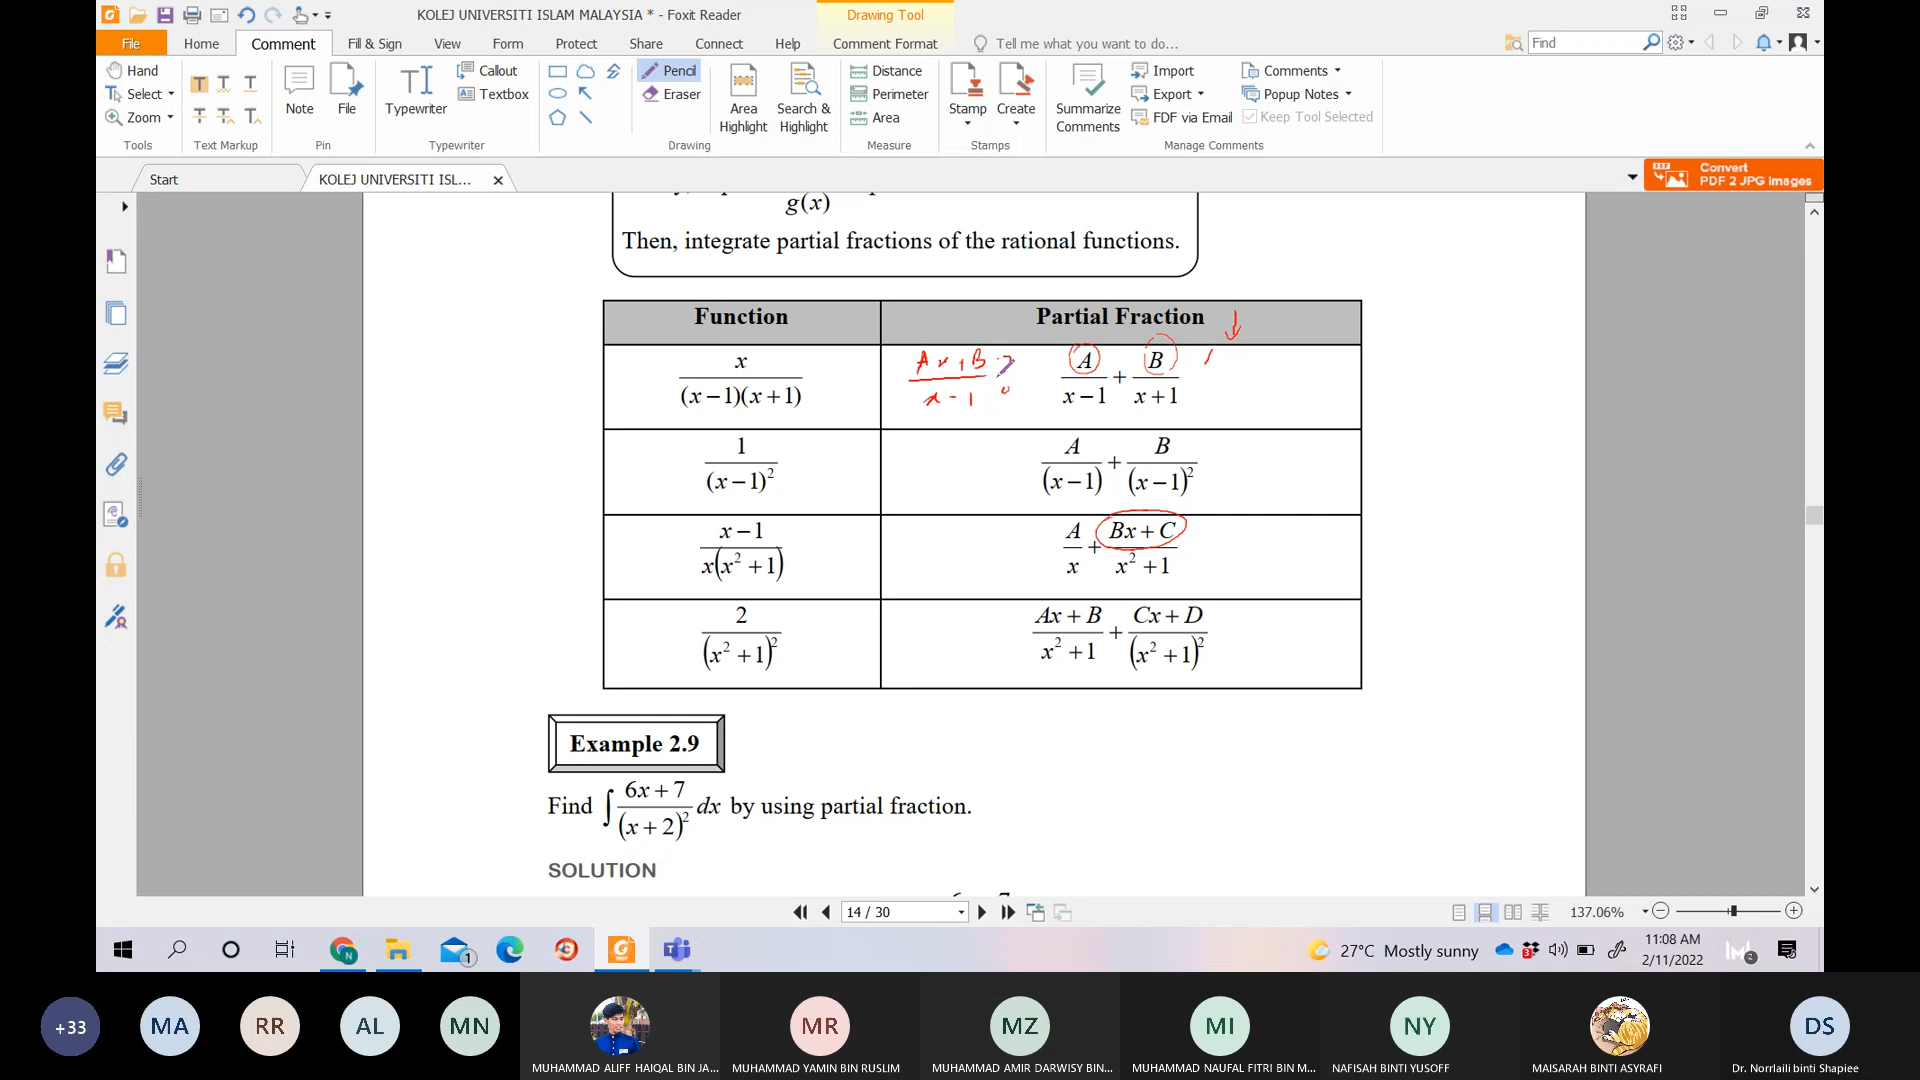 KOLEJ UNIVERSITI ISLAM MALAYSIA * - Foxit Reader
Drawing Tool
File Home Comment Fill & Sign View Form Protect Share Connect Help Comment Format Tell me what you want to do... Find
Hand
Select
Zoom
Tools
Text Markup
Note
File
Pin
Typewriter
Callout
Textbox
Typewriter
Pencil
Eraser
Area Highlight
Search & Highlight
Drawing
Distance
Perimeter
Area
Measure
Stamp
Create
Stamps
Summarize Comments
Import
Export
FDF via Email
Comments
Popup Notes
Keep Tool Selected
Manage Comments
Start
KOLEJ UNIVERSITI ISL...
Convert
PDF 2 JPG Images
g(x)
Then, integrate partial fractions of the rational functions.
Function Partial Fraction
x/((x−1)(x+1)) Ax+B/x-1 ? A/(x−1) + B/(x+1)
1/(x−1)² A/(x−1) + B/(x−1)²
(x−1)/(x(x²+1)) A/x + (Bx+C)/(x²+1)
2/(x²+1)² (Ax+B)/(x²+1) + (Cx+D)/(x²+1)²
Example 2.9
Find ∫ (6x+7)/(x+2)² dx by using partial fraction.
SOLUTION
14 / 30
137.06%
27°C Mostly sunny
11:08 AM
2/11/2022
+33 MA RR AL MN MR MZ MI NY DS
MUHAMMAD ALIFF HAIQAL BIN JA...
MUHAMMAD YAMIN BIN RUSLIM
MUHAMMAD AMIR DARWISY BIN...
MUHAMMAD NAUFAL FITRI BIN M...
NAFISAH BINTI YUSOFF
MAISARAH BINTI ASYRAFI
Dr. Norrlaili binti Shapiee